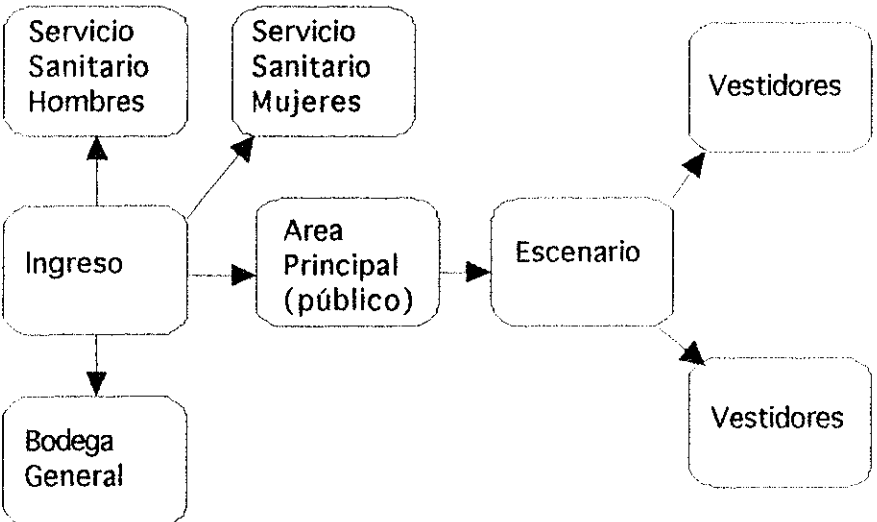 Servicio
Sanitario
Hombres
Servicio
Sanitario
Mujeres
Vestidores
Ingreso
Area
Principal
(público)
Escenario
Bodega
General
Vestidores